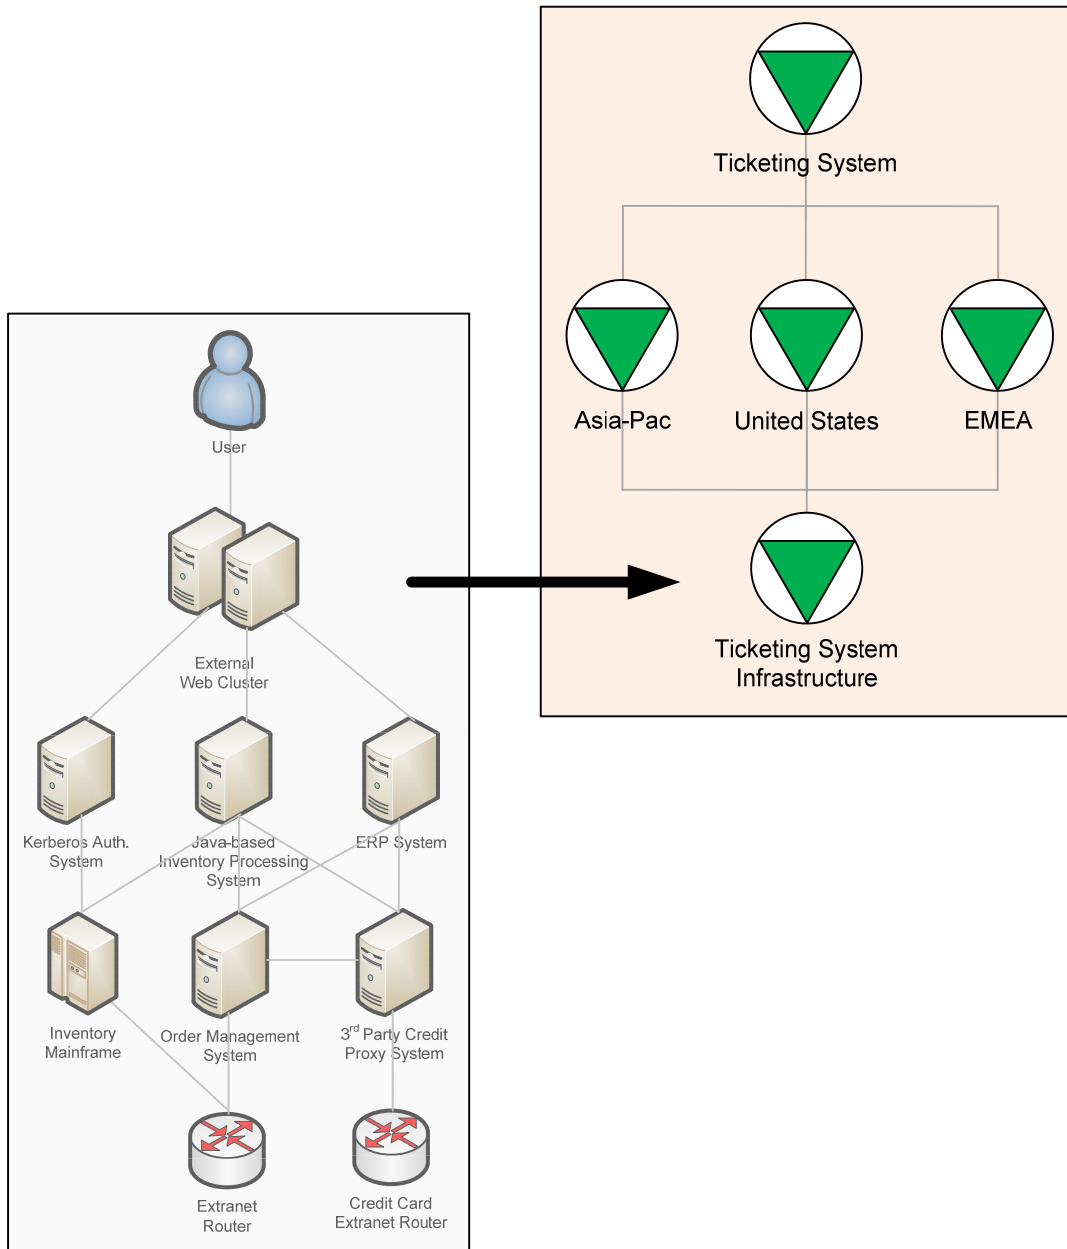 Ticketing System
Asia-Pac
United States
EMEA
Ticketing System
Infrastructure
User
External
Web Cluster
Kerberos Auth.
System
Java-based
Inventory Processing
System
ERP System
Inventory
Mainframe
Order Management
System
3rd Party Credit
Proxy System
Extranet
Router
Credit Card
Extranet Router